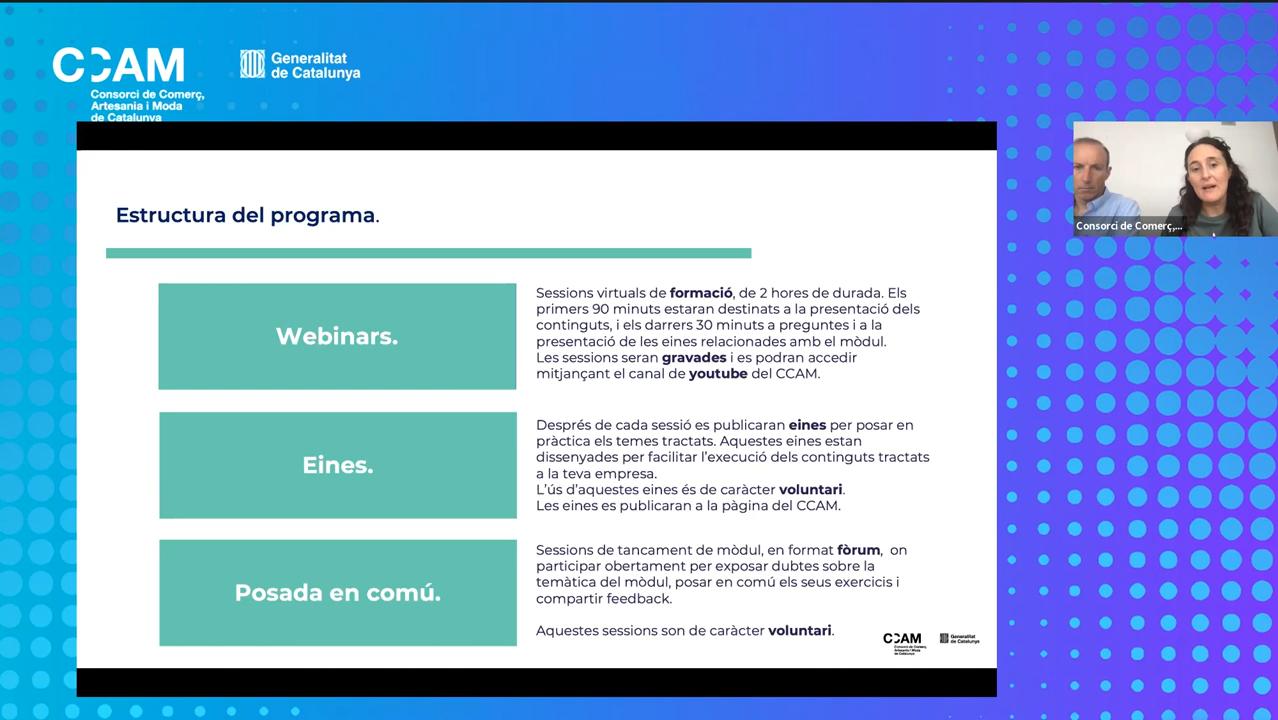 CCAM
Consorci de Comerç,
Artesania i Moda
de Catalunya
Generalitat
de Catalunya
Estructura del programa.
Webinars.
Sessions virtuals de formació, de 2 hores de durada. Els
primers 90 minuts estaran destinats a la presentació dels
continguts, i els darrers 30 minuts a preguntes i a la
presentació de les eines relacionades amb el mòdul.
Les sessions seran gravades i es podran accedir
mitjançant el canal de youtube del CCAM.
Eines.
Després de cada sessió es publicaran eines per posar en
pràctica els temes tractats. Aquestes eines estan
dissenyades per facilitar l'execució dels continguts tractats
a la teva empresa.
L'ús d'aquestes eines és de caràcter voluntari.
Les eines es publicaran a la pàgina del CCAM.
Posada en comú.
Sessions de tancament de mòdul, en format fòrum, on
participar obertament per exposar dubtes sobre la
temàtica del mòdul, posar en comú els seus exercicis i
compartir feedback.
Aquestes sessions son de caràcter voluntari.
CCAM
Consorci de Comerç,
Artesania i Moda
de Catalunya
Generalitat
de Catalunya
Consorci de Comerç,...